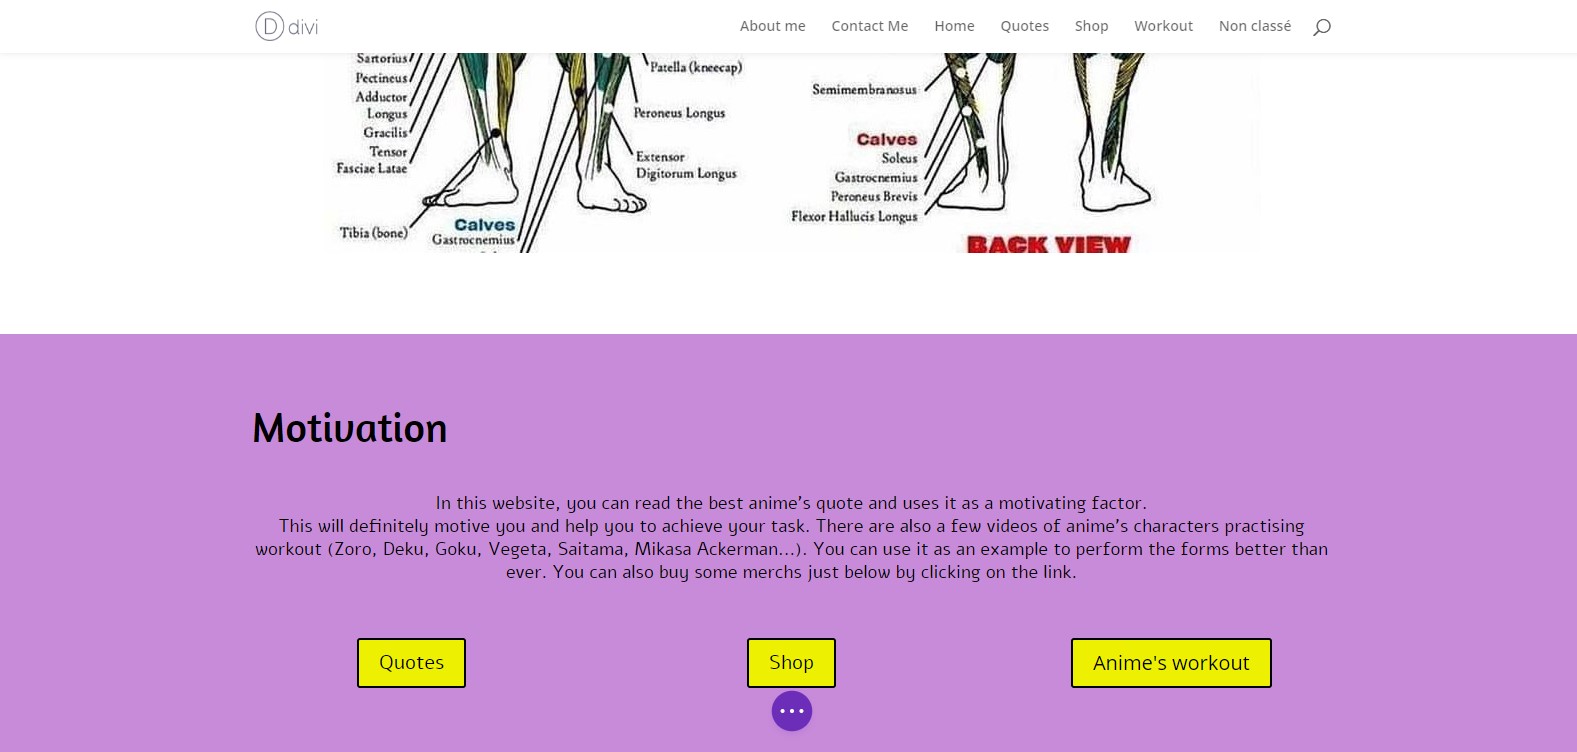 divi
About me
Contact Me
Home
Quotes
Shop
Workout
Non classé
Sartorius
Pectineus
Adductor
Longus
Gracilis
Tensor
Fasciae Latae
Tibia (bone)
Calves
Gastrocnemius
Patella (kneecap)
Peroneus Longus
Extensor
Digitorum Longus
Semimembranosus
Calves
Soleus
Gastrocnemius
Peroneus Brevis
Flexor Hallucis Longus
BACK VIEW
Motivation
In this website, you can read the best anime's quote and uses it as a motivating factor.
This will definitely motive you and help you to achieve your task. There are also a few videos of anime's characters practising
workout (Zoro, Deku, Goku, Vegeta, Saitama, Mikasa Ackerman...). You can use it as an example to perform the forms better than
ever. You can also buy some merchs just below by clicking on the link.
Quotes
Shop
Anime's workout